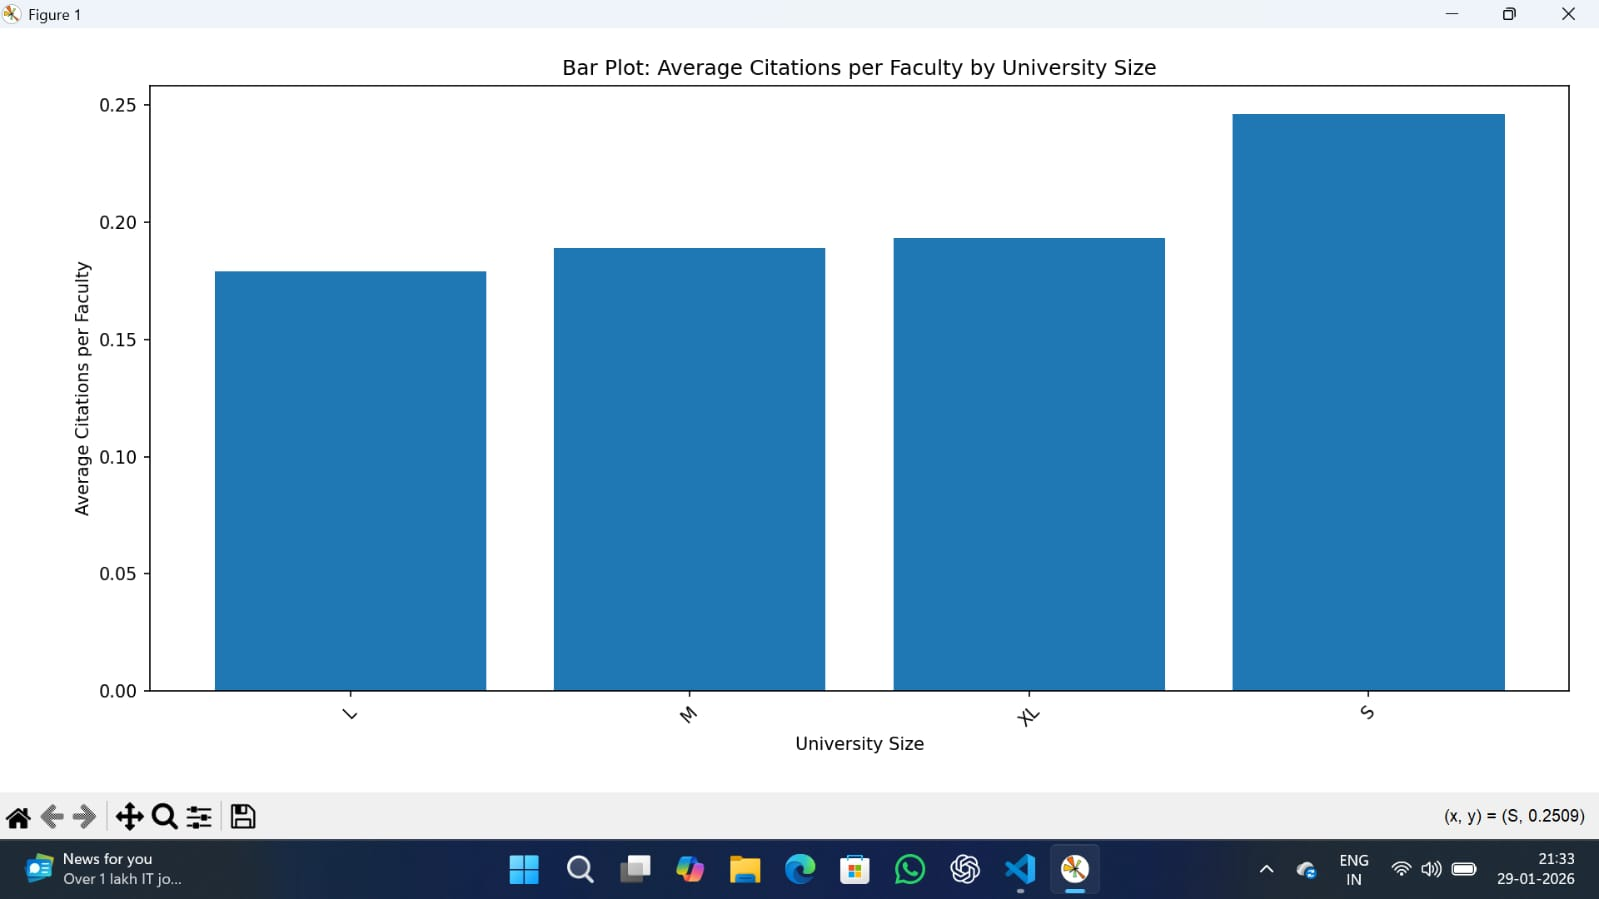 Figure 1
Bar Plot: Average Citations per Faculty by University Size
Average Citations per Faculty
0.25
0.20
0.15
0.10
0.05
0.00
L
M
XL
S
University Size
(x, y) = (S, 0.2509)
News for you
Over 1 lakh IT jo...
ENG
IN
21:33
29-01-2026